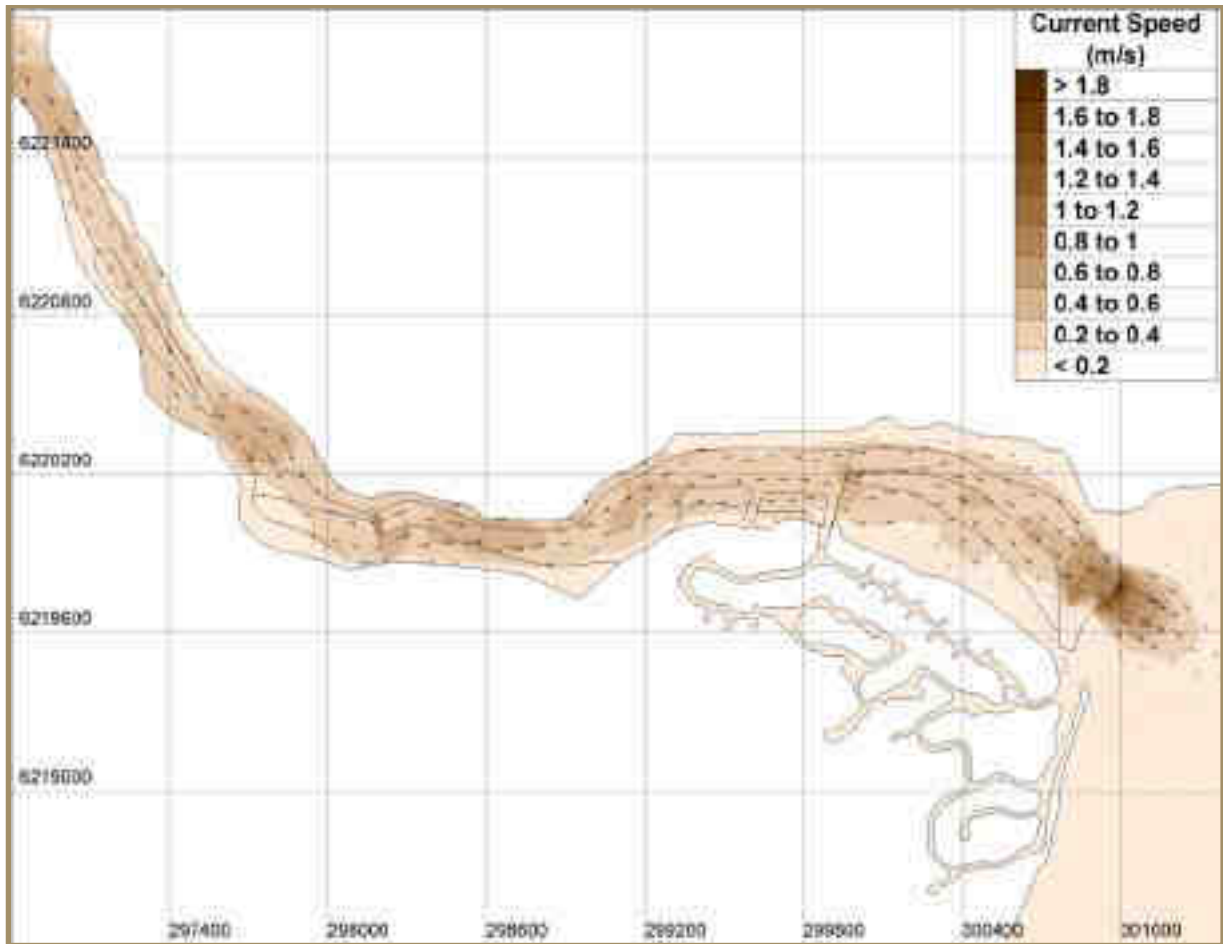 Current Speed
(m/s)
> 1.8
1.6 to 1.8
1.4 to 1.6
1.2 to 1.4
1 to 1.2
0.8 to 1
0.6 to 0.8
0.4 to 0.6
0.2 to 0.4
< 0.2
6221400
6220800
6220200
6219600
6219000
297400 298000 298600 299200 299800 300400 301000